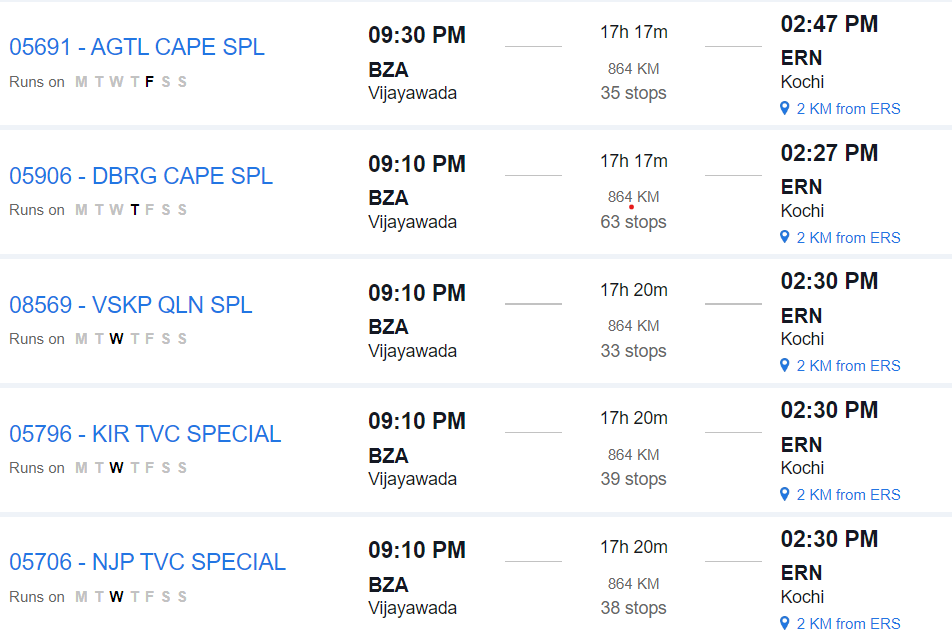 05691 - AGTL CAPE SPL
Runs on M T W T F S S
09:30 PM
BZA
Vijayawada
17h 17m
864 KM
35 stops
02:47 PM
ERN
Kochi
2 KM from ERS
05906 - DBRG CAPE SPL
Runs on M T W T F S S
09:10 PM
BZA
Vijayawada
17h 17m
864 KM
63 stops
02:27 PM
ERN
Kochi
2 KM from ERS
08569 - VSKP QLN SPL
Runs on M T W T F S S
09:10 PM
BZA
Vijayawada
17h 20m
864 KM
33 stops
02:30 PM
ERN
Kochi
2 KM from ERS
05796 - KIR TVC SPECIAL
Runs on M T W T F S S
09:10 PM
BZA
Vijayawada
17h 20m
864 KM
39 stops
02:30 PM
ERN
Kochi
2 KM from ERS
05706 - NJP TVC SPECIAL
Runs on M T W T F S S
09:10 PM
BZA
Vijayawada
17h 20m
864 KM
38 stops
02:30 PM
ERN
Kochi
2 KM from ERS